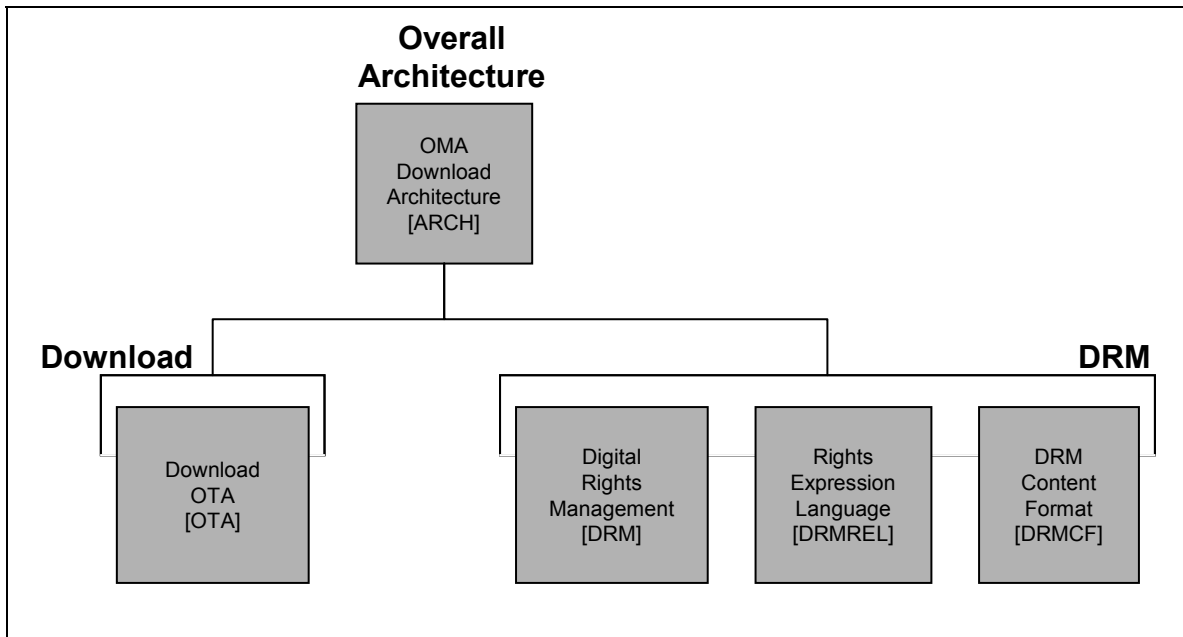 Overall
Architecture
OMA
Download
Architecture
[ARCH]
Download
DRM
Download
OTA
[OTA]
Digital
Rights
Management
[DRM]
Rights
Expression
Language
[DRMREL]
DRM
Content
Format
[DRMCF]